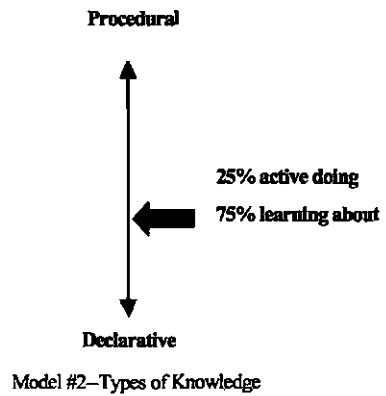 Procedural
25% active doing
75% learning about
Declarative
Model #2–Types of Knowledge